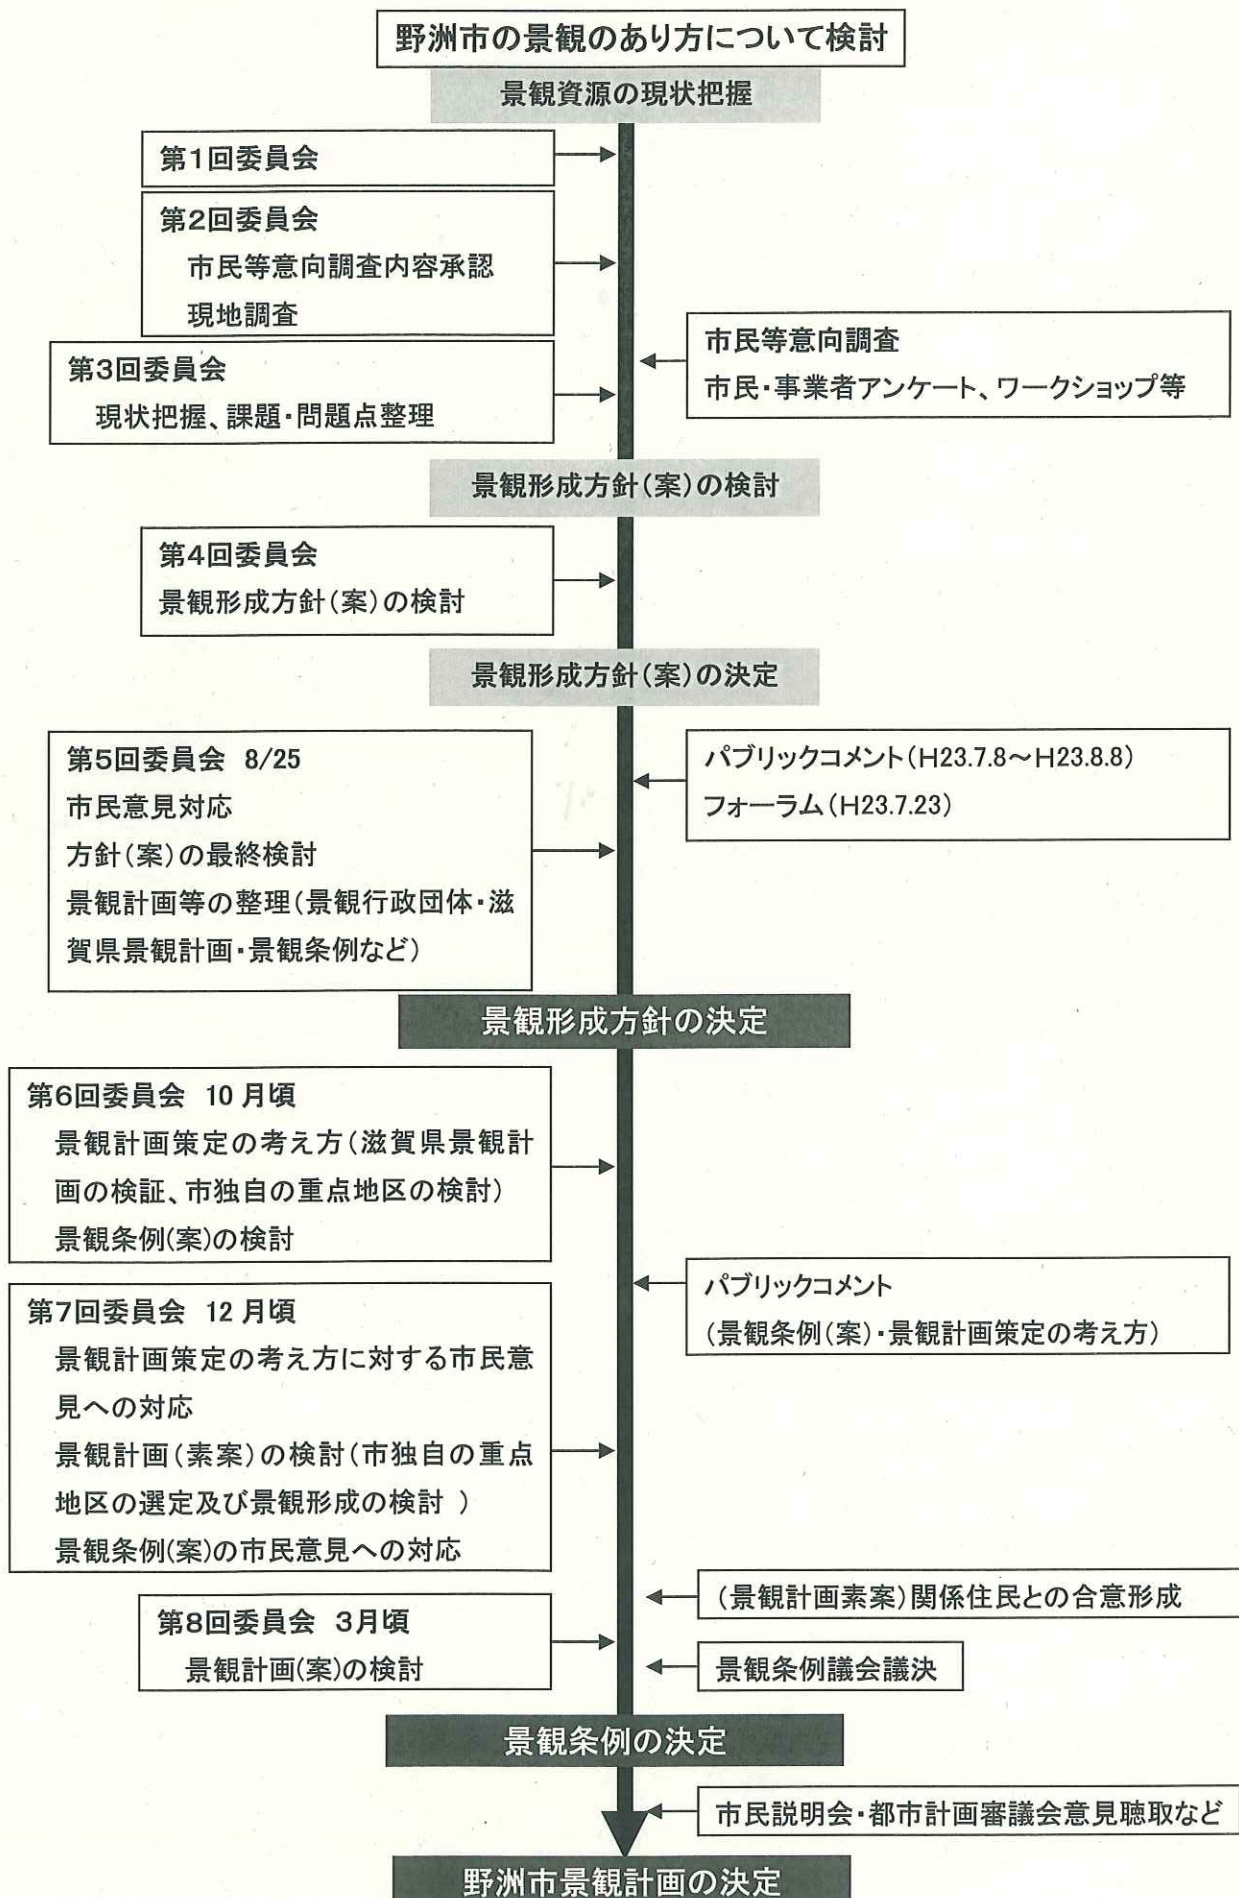 野洲市の景観のあり方について検討
景観資源の現状把握
第1回委員会
第2回委員会
市民等意向調査内容承認
現地調査
市民等意向調査
市民・事業者アンケート、ワークショップ等
第3回委員会
現状把握、課題・問題点整理
景観形成方針(案)の検討
第4回委員会
景観形成方針(案)の検討
景観形成方針(案)の決定
第5回委員会 8/25
市民意見対応
方針(案)の最終検討
景観計画等の整理(景観行政団体・滋
賀県景観計画・景観条例など)
パブリックコメント(H23.7.8~H23.8.8)
フォーラム(H23.7.23)
景観形成方針の決定
第6回委員会 10月頃
景観計画策定の考え方(滋賀県景観計
画の検証、市独自の重点地区の検討)
景観条例(案)の検討
パブリックコメント
(景観条例(案)・景観計画策定の考え方)
第7回委員会 12月頃
景観計画策定の考え方に対する市民意
見への対応
景観計画(素案)の検討(市独自の重点
地区の選定及び景観形成の検討 )
景観条例(案)の市民意見への対応
(景観計画素案)関係住民との合意形成
第8回委員会 3月頃
景観計画(案)の検討
景観条例議会議決
景観条例の決定
市民説明会・都市計画審議会意見聴取など
野洲市景観計画の決定